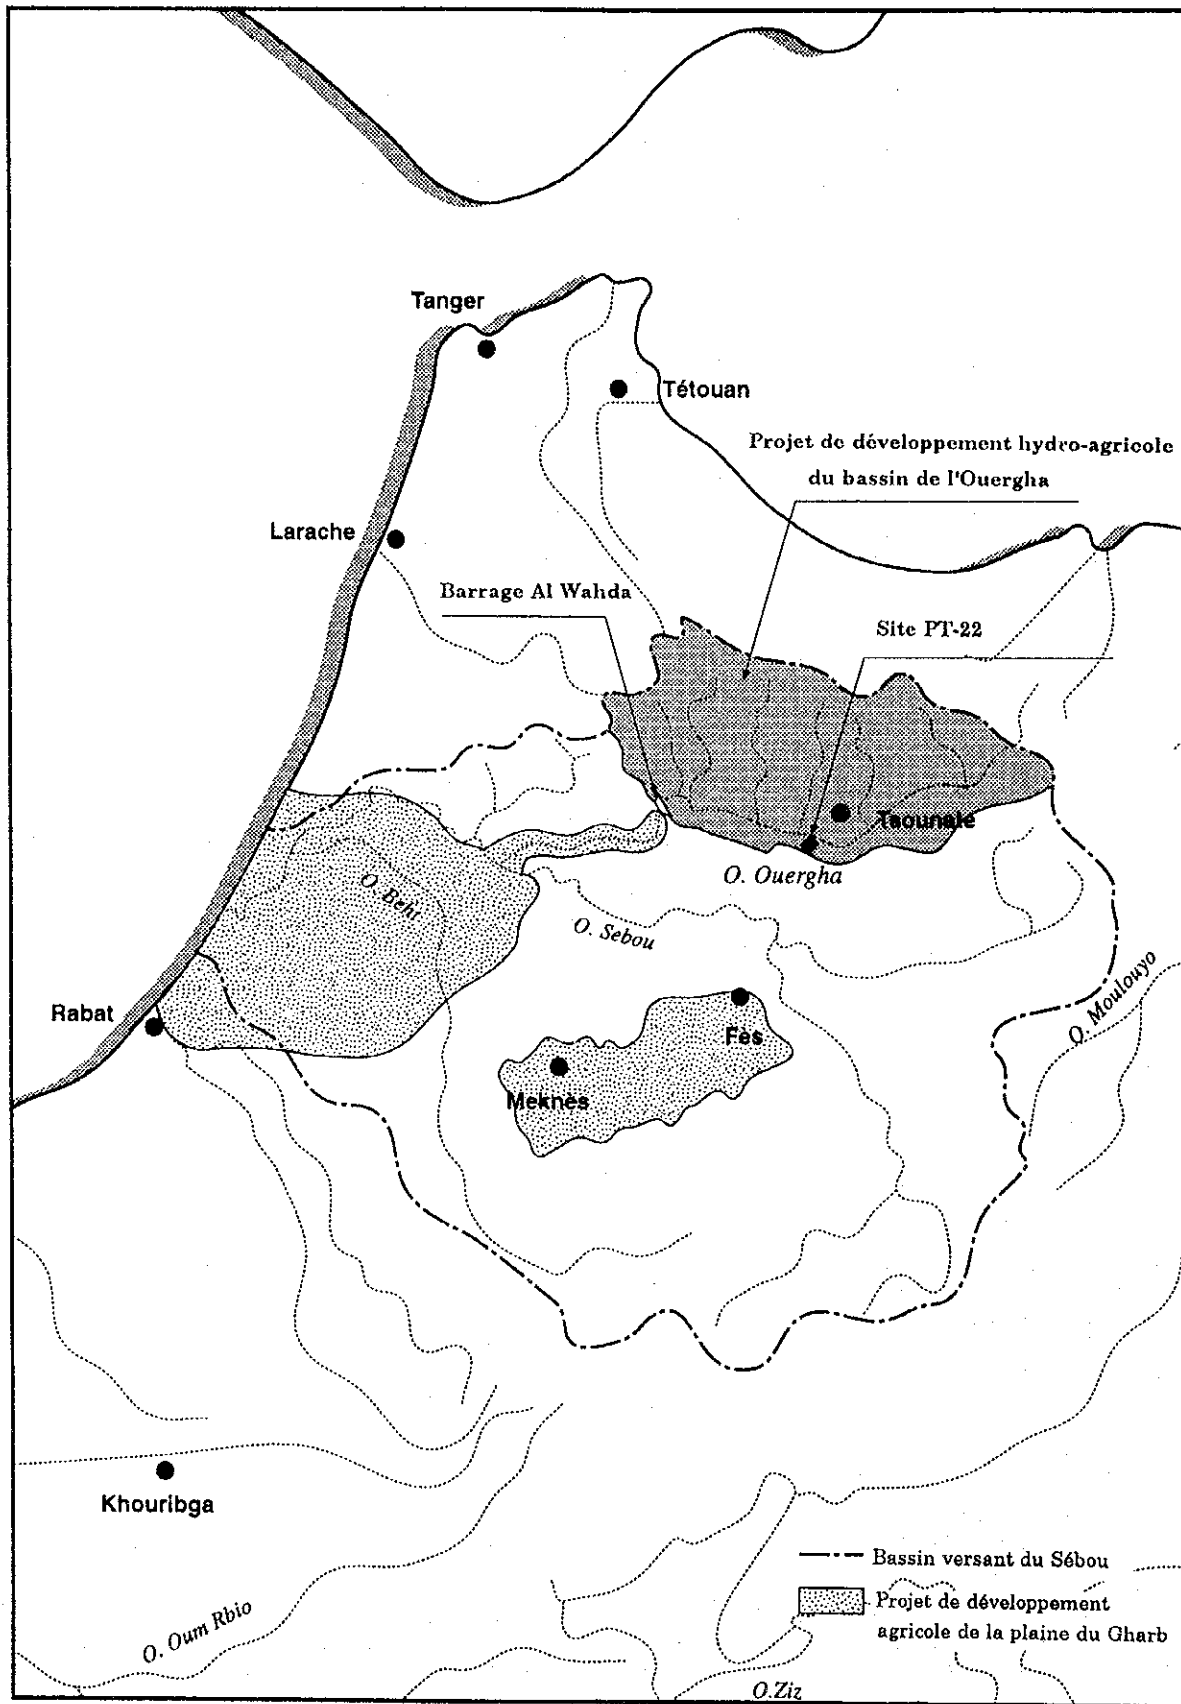 Tanger
Tétouan
Projet de développement hydro-agricole
du bassin de l'Ouergha
Larache
Barrage Al Wahda
Site PT-22
Taounate
O. Ouergha
O. Beht
O. Sebou
O. Moulouyo
Rabat
Fès
Meknès
Khouribga
Bassin versant du Sébou
Projet de développement
agricole de la plaine du Gharb
O. Oum Rbio
O.Ziz